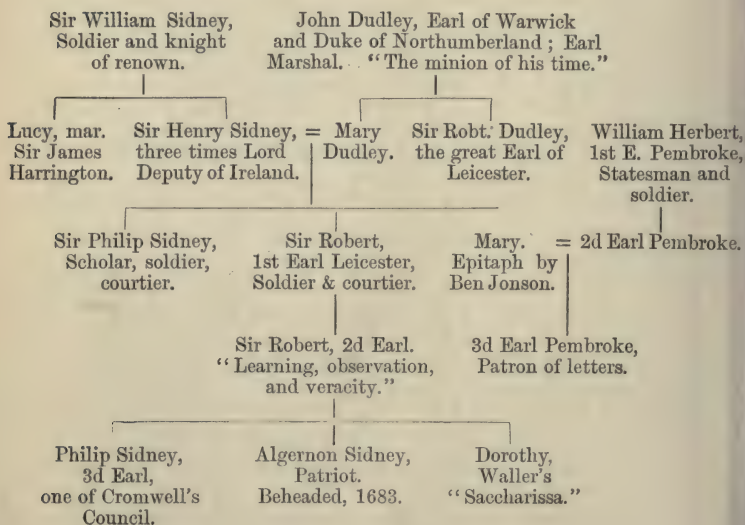 Sir William Sidney,
Soldier and knight
of renown.
John Dudley, Earl of Warwick
and Duke of Northumberland ; Earl
Marshal. “ The minion of his time.”
Lucy, mar.
Sir James
Harrington.
Sir Henry Sidney,
three times Lord
Deputy of Ireland.
=
Mary
Dudley.
Sir Robt. Dudley,
the great Earl of
Leicester.
William Herbert,
1st E. Pembroke,
Statesman and
soldier.
Sir Philip Sidney,
Scholar, soldier,
courtier.
Sir Robert,
1st Earl Leicester,
Soldier & courtier.
Mary.
Epitaph by
Ben Jonson.
=
2d Earl Pembroke.
Sir Robert, 2d Earl.
“ Learning, observation,
and veracity.”
3d Earl Pembroke,
Patron of letters.
Philip Sidney,
3d Earl,
one of Cromwell's
Council.
Algernon Sidney,
Patriot.
Beheaded, 1683.
Dorothy,
Waller's
“ Saccharissa.”